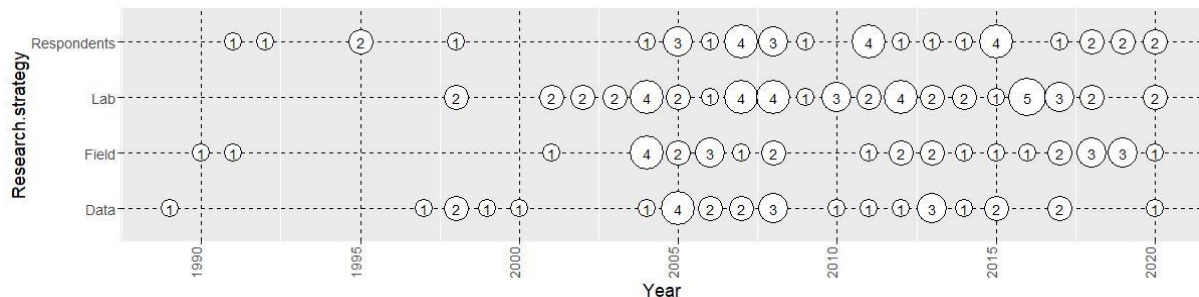 Research.strategy
Respondents 1 1 2 1 1 3 1 4 3 1 4 1 1 1 4 1 2 2 2
Lab 2 2 2 2 4 2 1 4 4 1 3 2 4 2 2 1 5 3 2 2
Field 1 1 1 4 2 3 1 2 1 2 2 1 1 1 2 3 3 1
Data 1 1 2 1 1 1 4 2 2 3 1 1 1 3 1 2 2 1
1990 1995 2000 2005 2010 2015 2020
Year